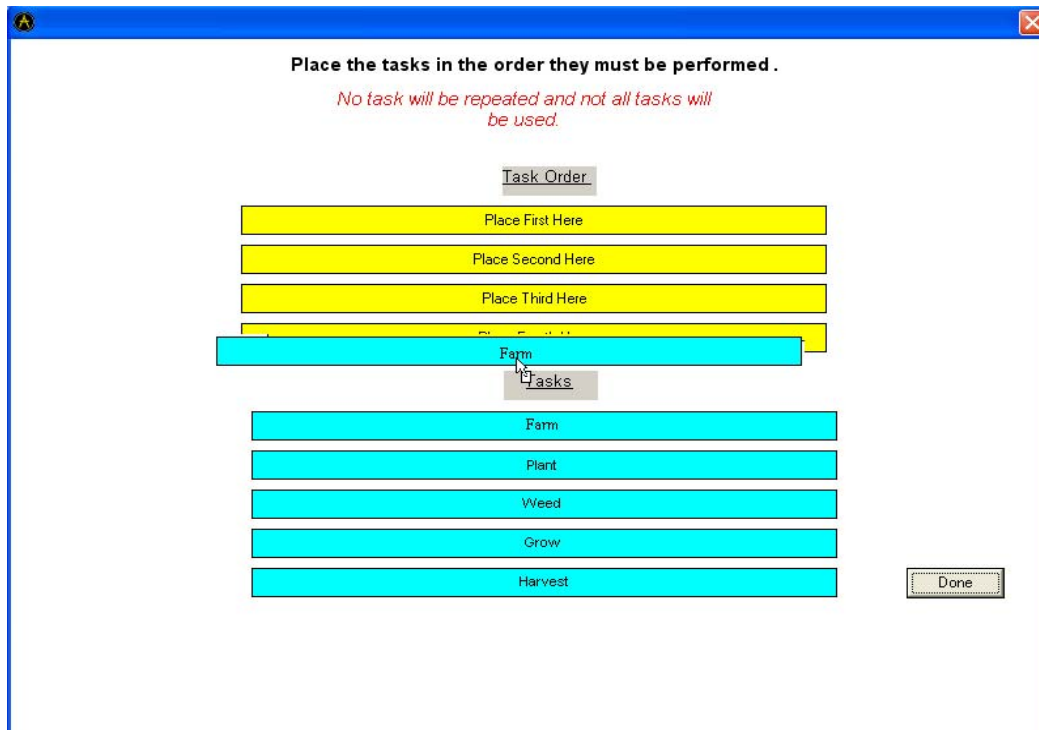 Place the tasks in the order they must be performed .
No task will be repeated and not all tasks will
be used.
Task Order
Place First Here
Place Second Here
Place Third Here
Farm
Tasks
Farm
Plant
Weed
Grow
Harvest
Done